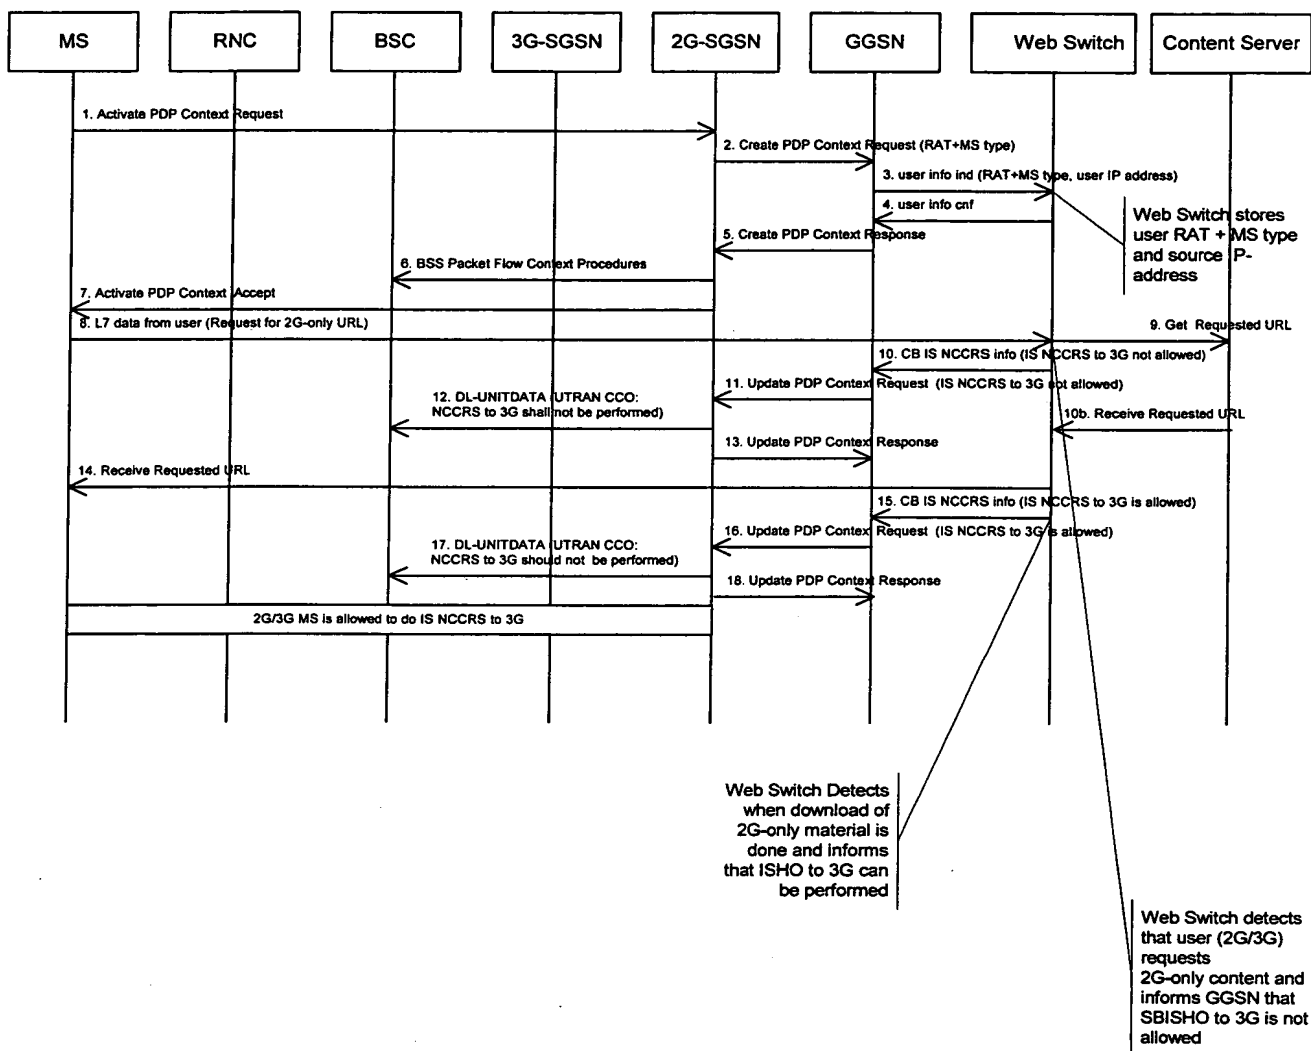 MS
RNC
BSC
3G-SGSN
2G-SGSN
GGSN
Web Switch
Content Server
1. Activate PDP Context Request
2. Create PDP Context Request (RAT+MS type)
3. user info ind (RAT+MS type, user IP address)
4. user info cnf
Web Switch stores
user RAT + MS type
and source IP-
address
5. Create PDP Context Response
6. BSS Packet Flow Context Procedures
7. Activate PDP Context Accept
8. L7 data from user (Request for 2G-only URL)
9. Get Requested URL
10. CB IS NCCRS info (IS NCCRS to 3G not allowed)
11. Update PDP Context Request (IS NCCRS to 3G not allowed)
12. DL-UNITDATA (UTRAN CCO:
NCCRS to 3G shall not be performed)
10b. Receive Requested URL
13. Update PDP Context Response
14. Receive Requested URL
15. CB IS NCCRS info (IS NCCRS to 3G is allowed)
16. Update PDP Context Request (IS NCCRS to 3G is allowed)
17. DL-UNITDATA (UTRAN CCO:
NCCRS to 3G should not be performed)
18. Update PDP Context Response
2G/3G MS is allowed to do IS NCCRS to 3G
Web Switch Detects
when download of
2G-only material is
done and informs
that ISHO to 3G can
be performed
Web Switch detects
that user (2G/3G)
requests
2G-only content and
informs GGSN that
SBISHO to 3G is not
allowed